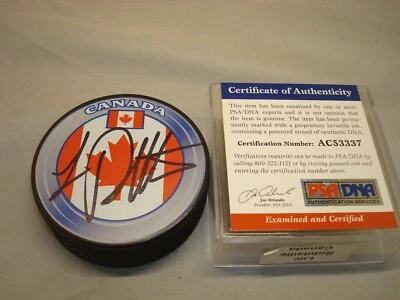 CANADA
Certificate of Authenticity
This item has been examined by one or more
PSA/DNA experts and it is our opinion that
the item is genuine. The item has been perma-
nently marked with a proprietary invisible ink,
containing a patented strand of synthetic DNA.
Certification Number: AC53337
Verification inquiries can be made to PSA/DNA by
calling 800-325-1121 or by visiting psacard.com and
entering the certification number above.
Joe Orlando
President, PSA/DNA
PSA DNA
AUTHENTICATION SERVICES
Examined and Certified
Luc
Robitaille
Canada